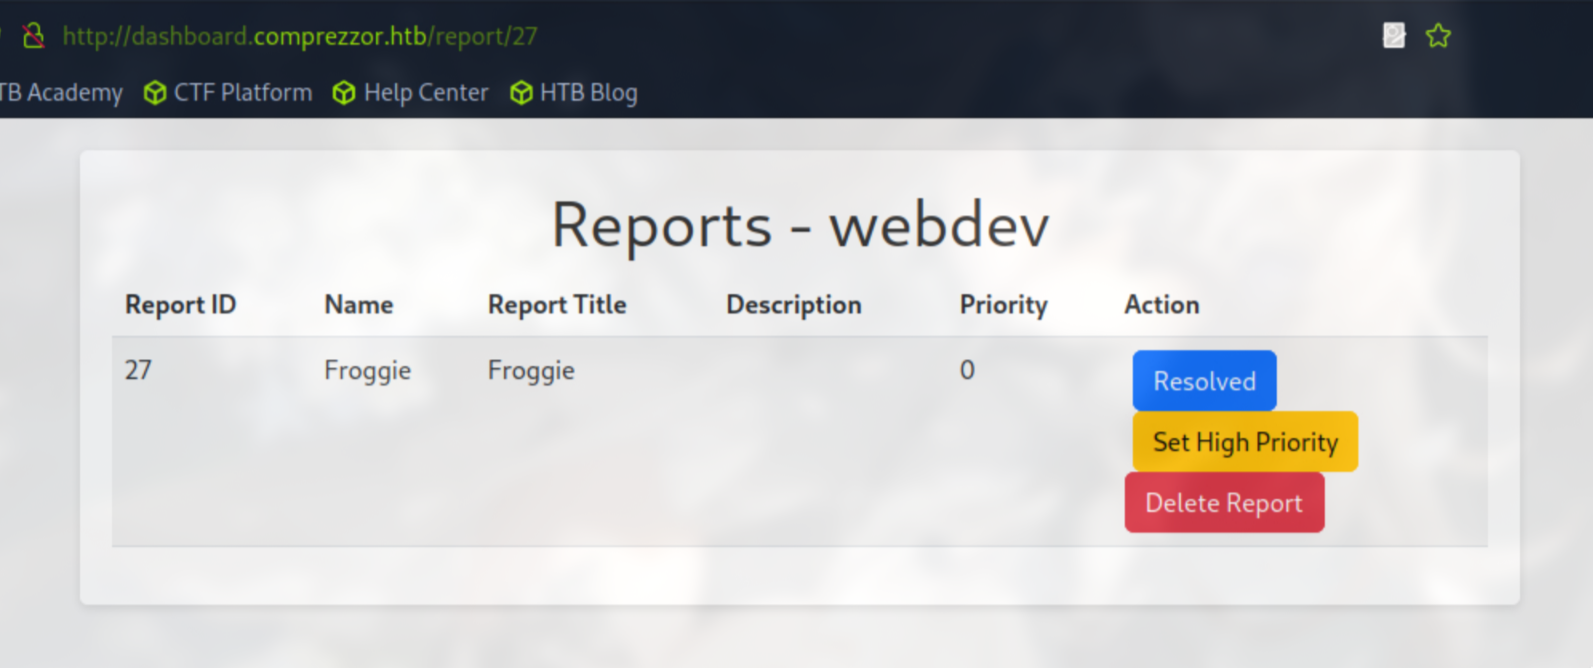 http://dashboard.comprezzor.htb/report/27
TB Academy CTF Platform Help Center HTB Blog
Reports - webdev
Report ID Name Report Title Description Priority Action
27 Froggie Froggie 0 Resolved
Set High Priority
Delete Report